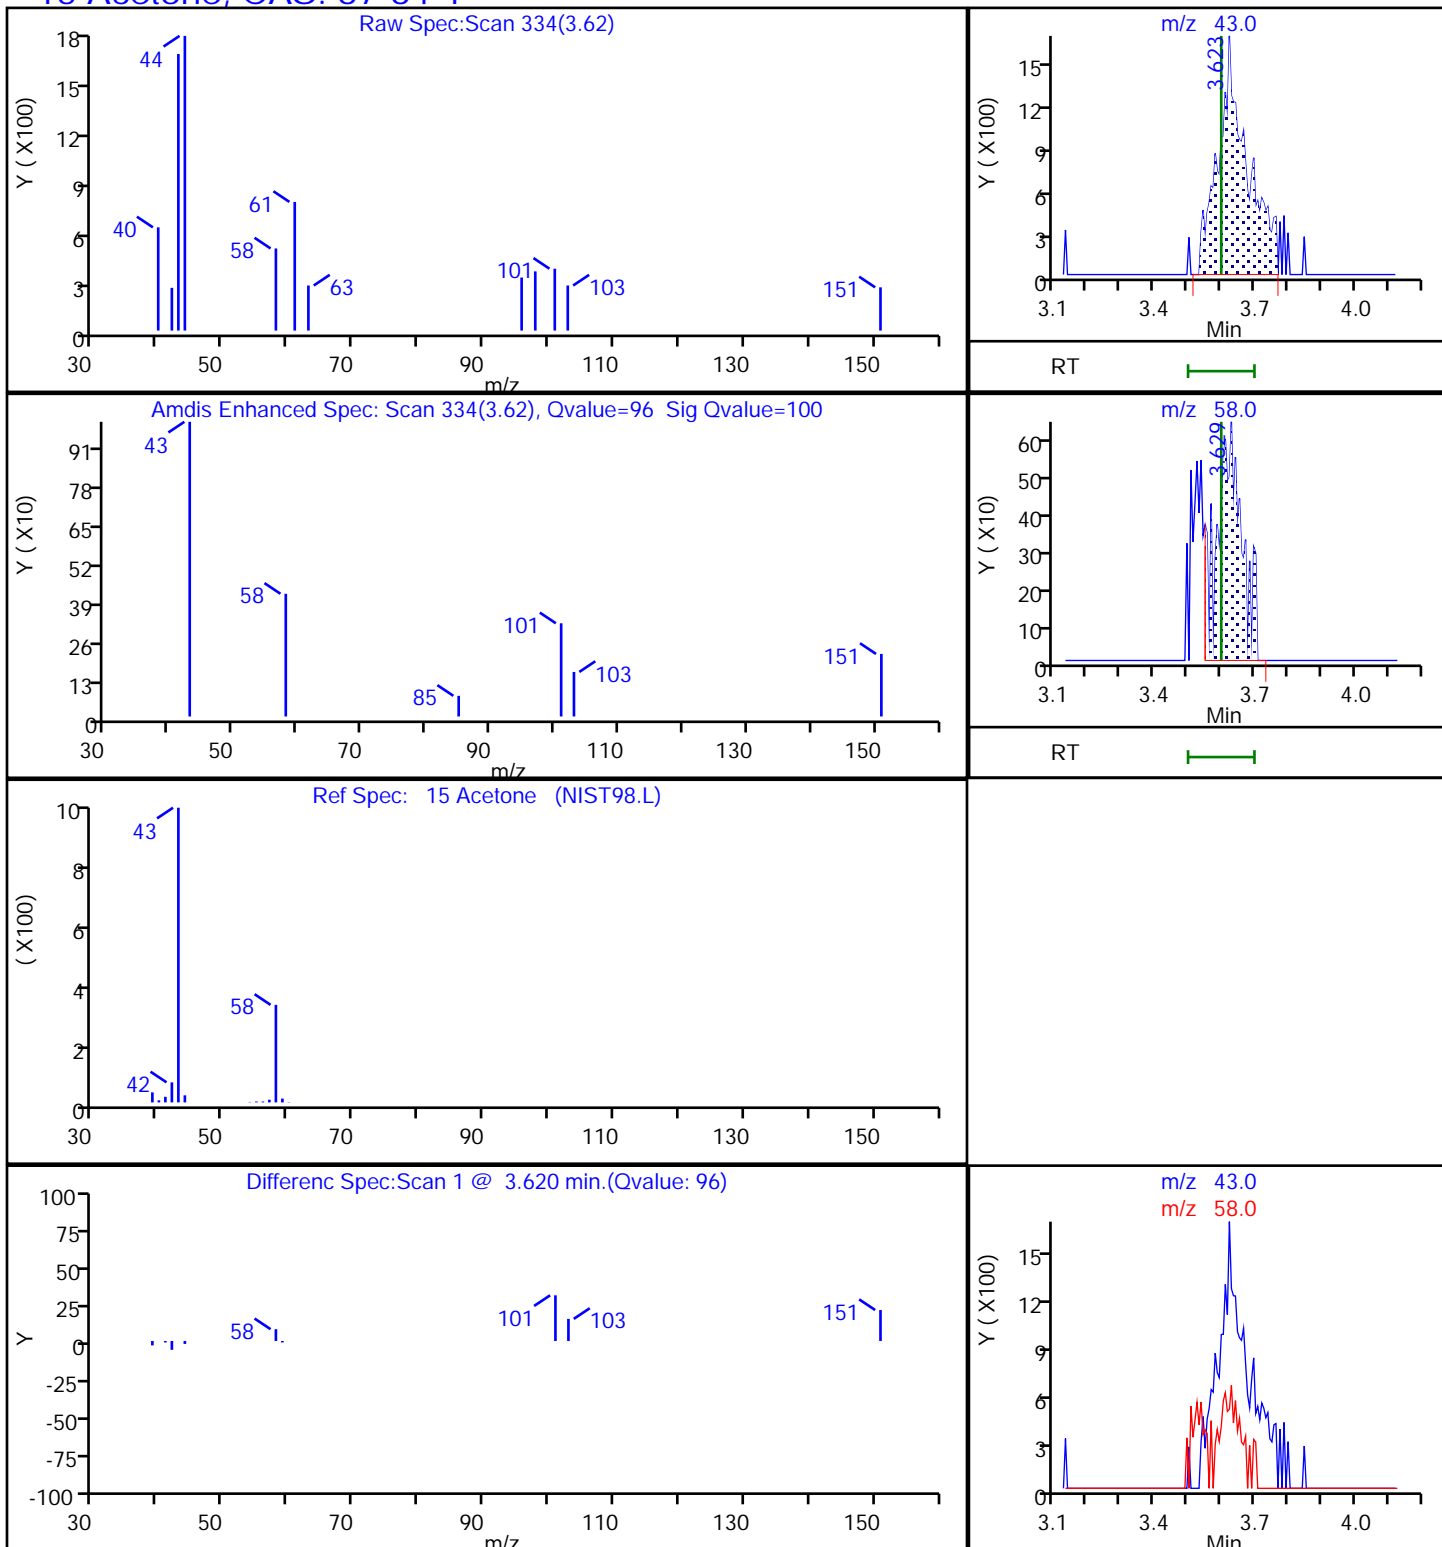 Raw Spec:Scan 334(3.62)
Y ( X100)
18
15
12
9
6
3
0
44
40
61
58
63
101
103
151
30 50 70 90 110 130 150
m/z
m/z 43.0
Y ( X100)
15
12
9
6
3
0
3.623
3.1 3.4 3.7 4.0
Min
RT
Amdis Enhanced Spec: Scan 334(3.62), Qvalue=96 Sig Qvalue=100
Y ( X10)
91
78
65
52
39
26
13
0
43
58
85
101
103
151
30 50 70 90 110 130 150
m/z
m/z 58.0
Y ( X10)
60
50
40
30
20
10
0
3.629
3.1 3.4 3.7 4.0
Min
RT
Ref Spec: 15 Acetone (NIST98.L)
( X100)
10
8
6
4
2
0
43
42
58
30 50 70 90 110 130 150
Differenc Spec:Scan 1 @ 3.620 min.(Qvalue: 96)
Y
100
75
50
25
0
-25
-50
-75
-100
58
101
103
151
30 50 70 90 110 130 150
m/z
m/z 43.0
m/z 58.0
Y ( X100)
15
12
9
6
3
0
3.1 3.4 3.7 4.0
Min